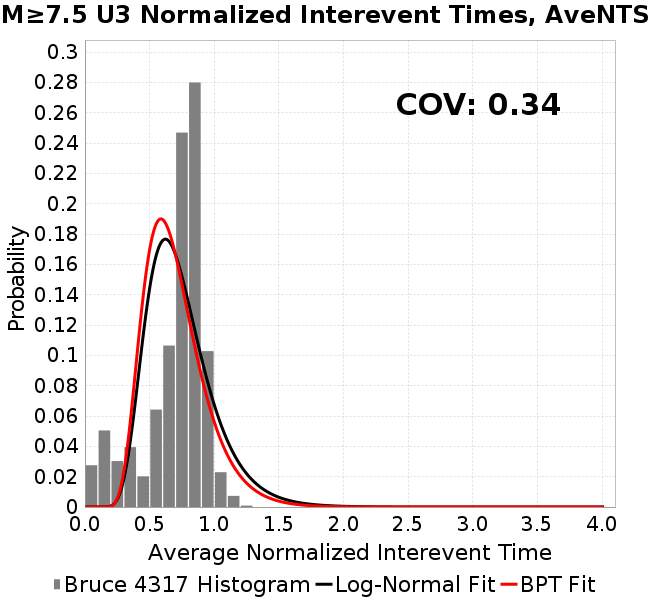 M≥7.5 U3 Normalized Interevent Times, AveNTS
COV: 0.34
Probability
0.3
0.28
0.26
0.24
0.22
0.2
0.18
0.16
0.14
0.12
0.1
0.08
0.06
0.04
0.02
0
0.0 0.5 1.0 1.5 2.0 2.5 3.0 3.5 4.0
Average Normalized Interevent Time
Bruce 4317 Histogram Log-Normal Fit BPT Fit